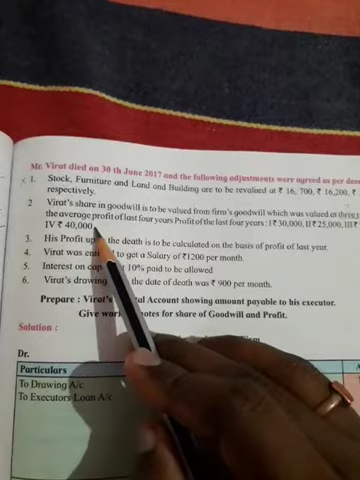 Mr. Virat died on 30 th June 2017 and the following adjustments were agreed as per deed
1. Stock, Furniture and Land and Building are to be revalued at ₹ 16, 700, ₹ 16,200, ₹
respectively.
2 Virat's share in goodwill is to be valued from firm's goodwill which was valued at
the average profit of last four years Profit of the last four years : I ₹ 30,000, II ₹ 25,000, III ₹
IV ₹ 40,000
3. His Profit up the death is to be calculated on the basis of profit of last year.
4. Virat was to get a Salary of ₹1200 per month.
5. Interest on 10% paid to be allowed
6. Virat's drawing the date of death was ₹ 900 per month.
Prepare : Virat's Account showing amount payable to his executor.
Give notes for share of Goodwill and Profit.
Solution :
Dr.
Particulars
To Drawing A/c
To Executors Loan A/c